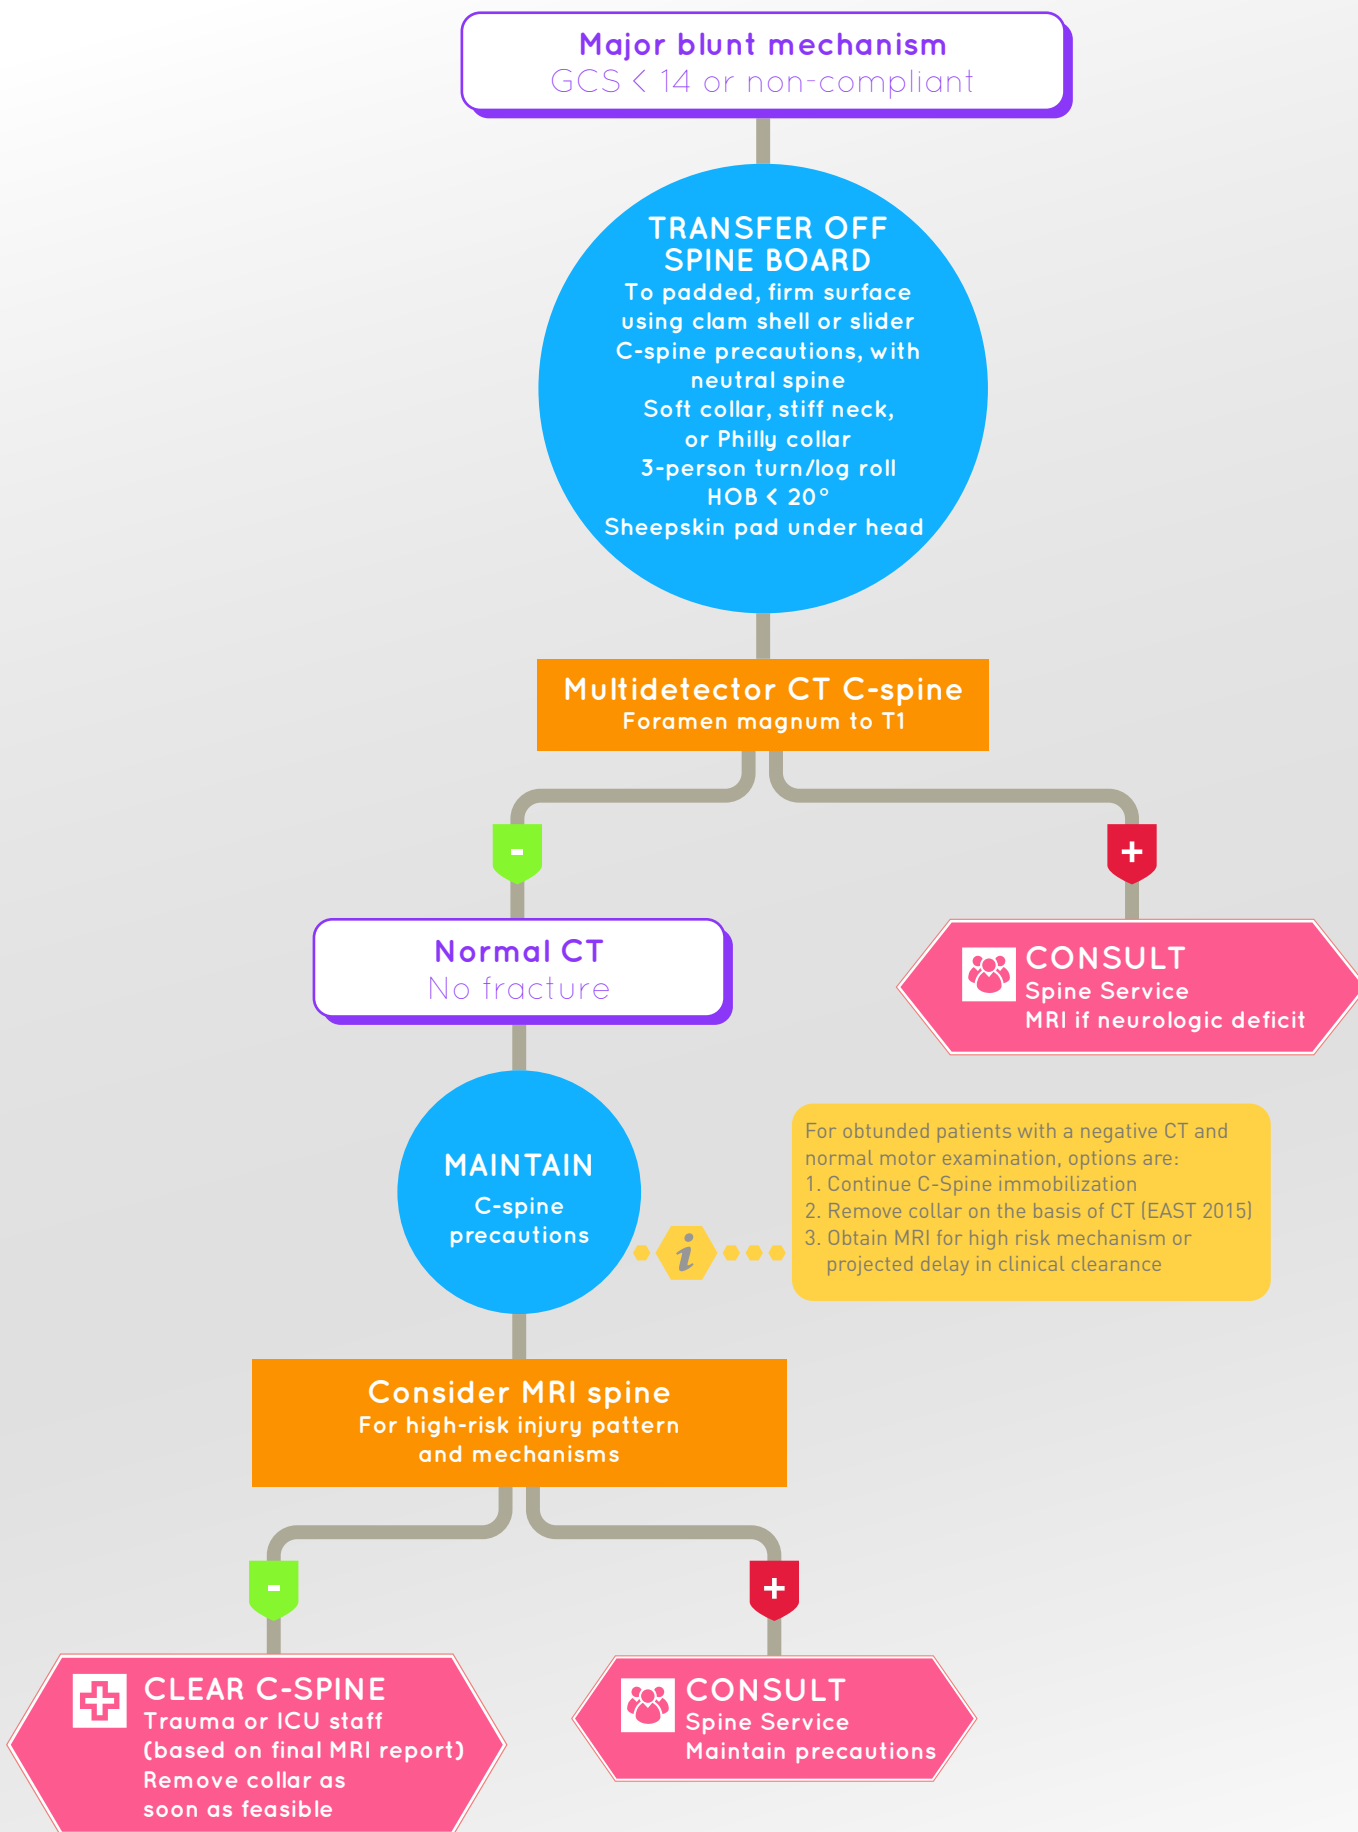 Major blunt mechanism
GCS < 14 or non-compliant
TRANSFER OFF
SPINE BOARD
To padded, firm surface
using clam shell or slider
C-spine precautions, with
neutral spine
Soft collar, stiff neck,
or Philly collar
3-person turn/log roll
HOB < 20°
Sheepskin pad under head
Multidetector CT C-spine
Foramen magnum to T1
-
+
Normal CT
No fracture
CONSULT
Spine Service
MRI if neurologic deficit
MAINTAIN
C-spine
precautions
i
For obtunded patients with a negative CT and
normal motor examination, options are:
1. Continue C-Spine immobilization
2. Remove collar on the basis of CT (EAST 2015)
3. Obtain MRI for high risk mechanism or
projected delay in clinical clearance
Consider MRI spine
For high-risk injury pattern
and mechanisms
-
+
CLEAR C-SPINE
Trauma or ICU staff
(based on final MRI report)
Remove collar as
soon as feasible
CONSULT
Spine Service
Maintain precautions